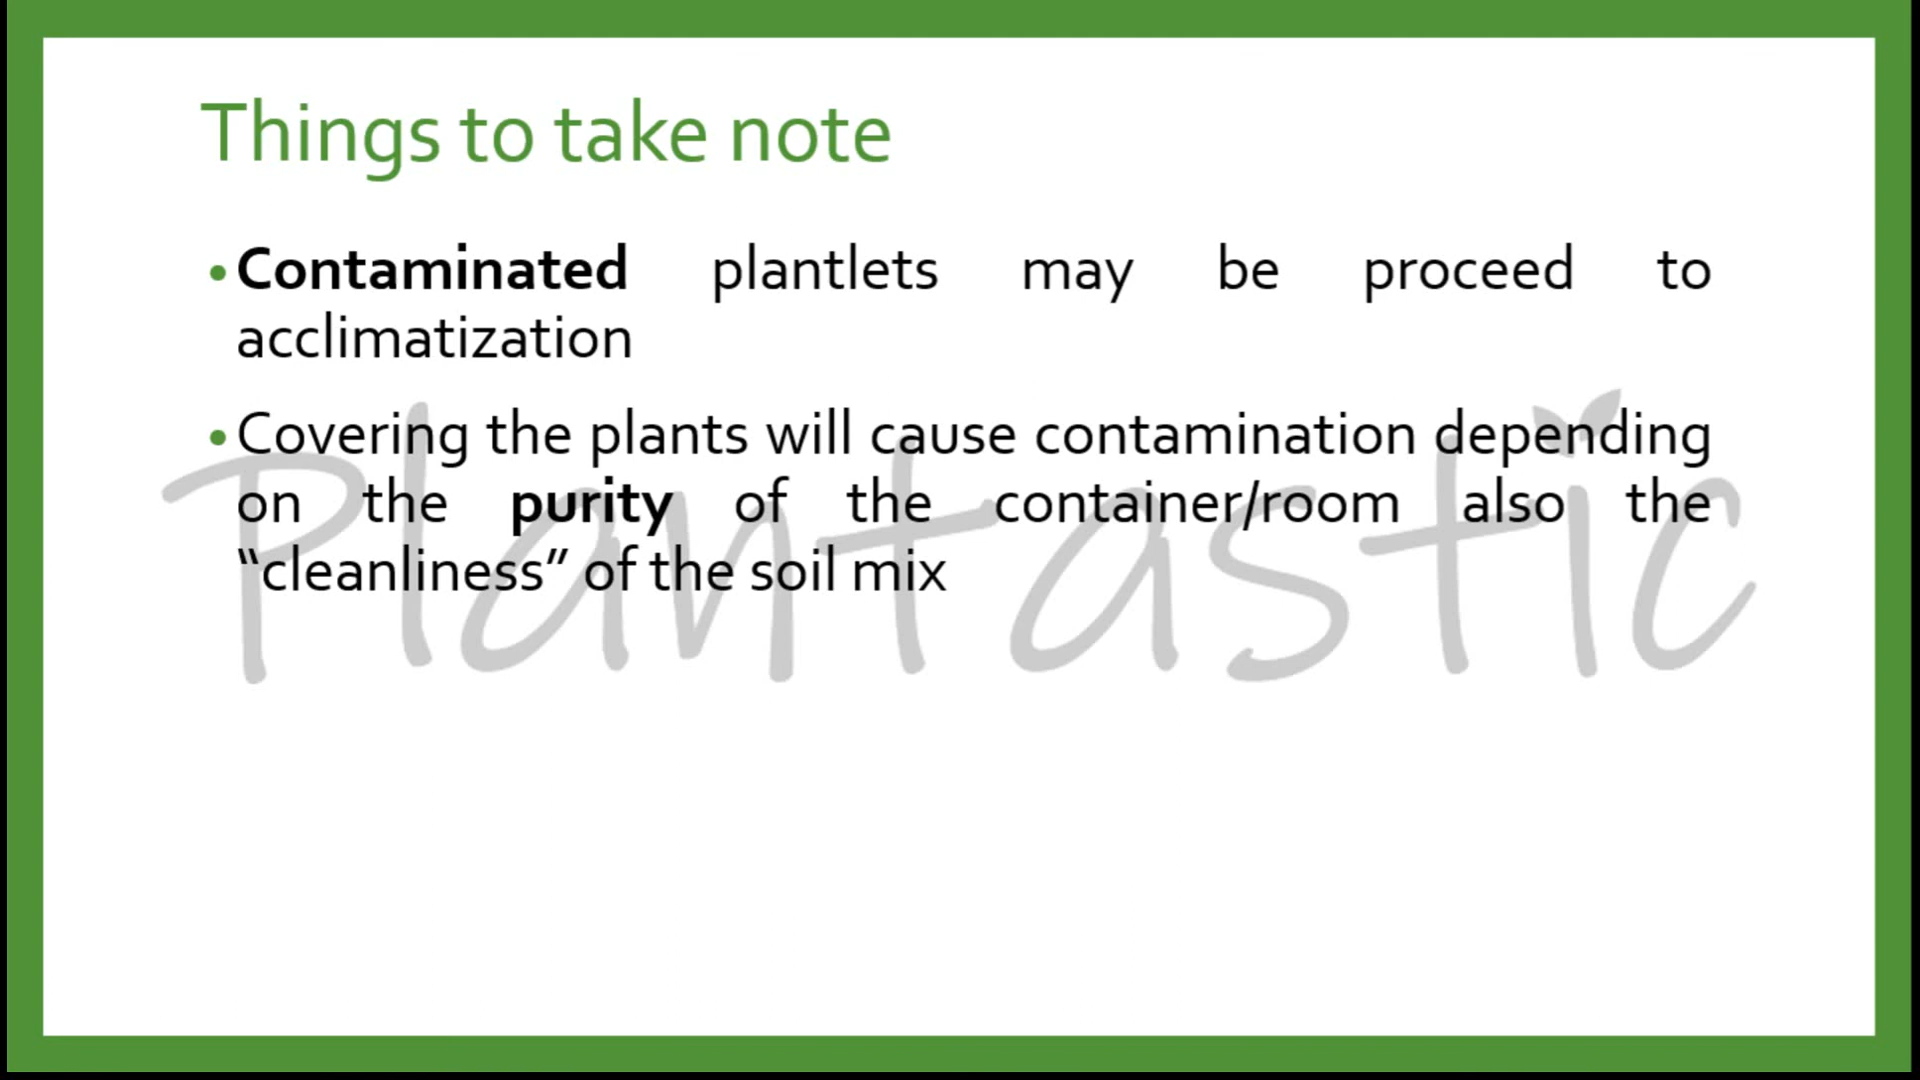 Things to take note
• Contaminated plantlets may be proceed to
acclimatization
• Covering the plants will cause contamination depending
on the purity of the container/room also the
“cleanliness” of the soil mix
Plantastic